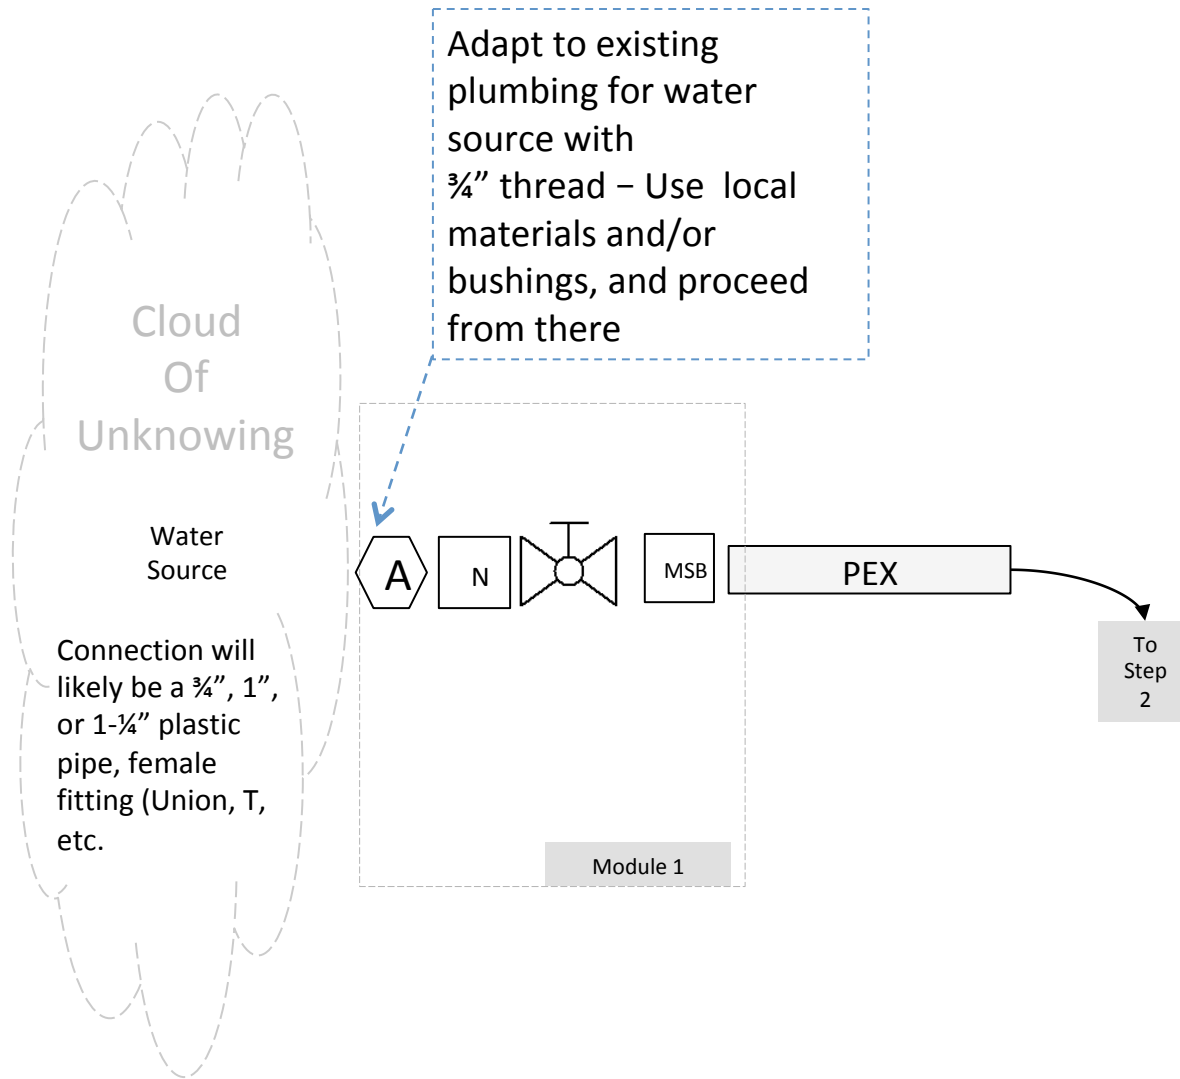 Adapt to existing
plumbing for water
source with
¾” thread – Use  local
materials and/or
bushings, and proceed
from there
Cloud
Of
Unknowing
Water
Source
Connection will
likely be a ¾”, 1”,
or 1-¼” plastic
pipe, female
fitting (Union, T,
etc.
A
N
MSB
PEX
To
Step
2
Module 1